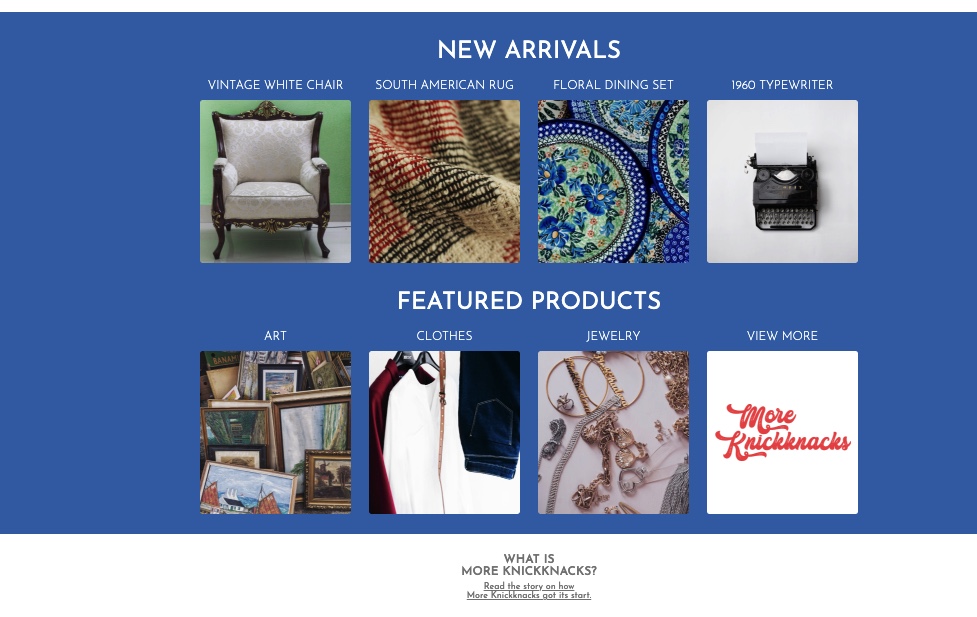 NEW ARRIVALS
VINTAGE WHITE CHAIR
SOUTH AMERICAN RUG
FLORAL DINING SET
1960 TYPEWRITER
FEATURED PRODUCTS
ART
CLOTHES
JEWELRY
VIEW MORE
More
Knickknacks
WHAT IS
MORE KNICKKNACKS?
Read the story on how
More Knickknacks got its start.